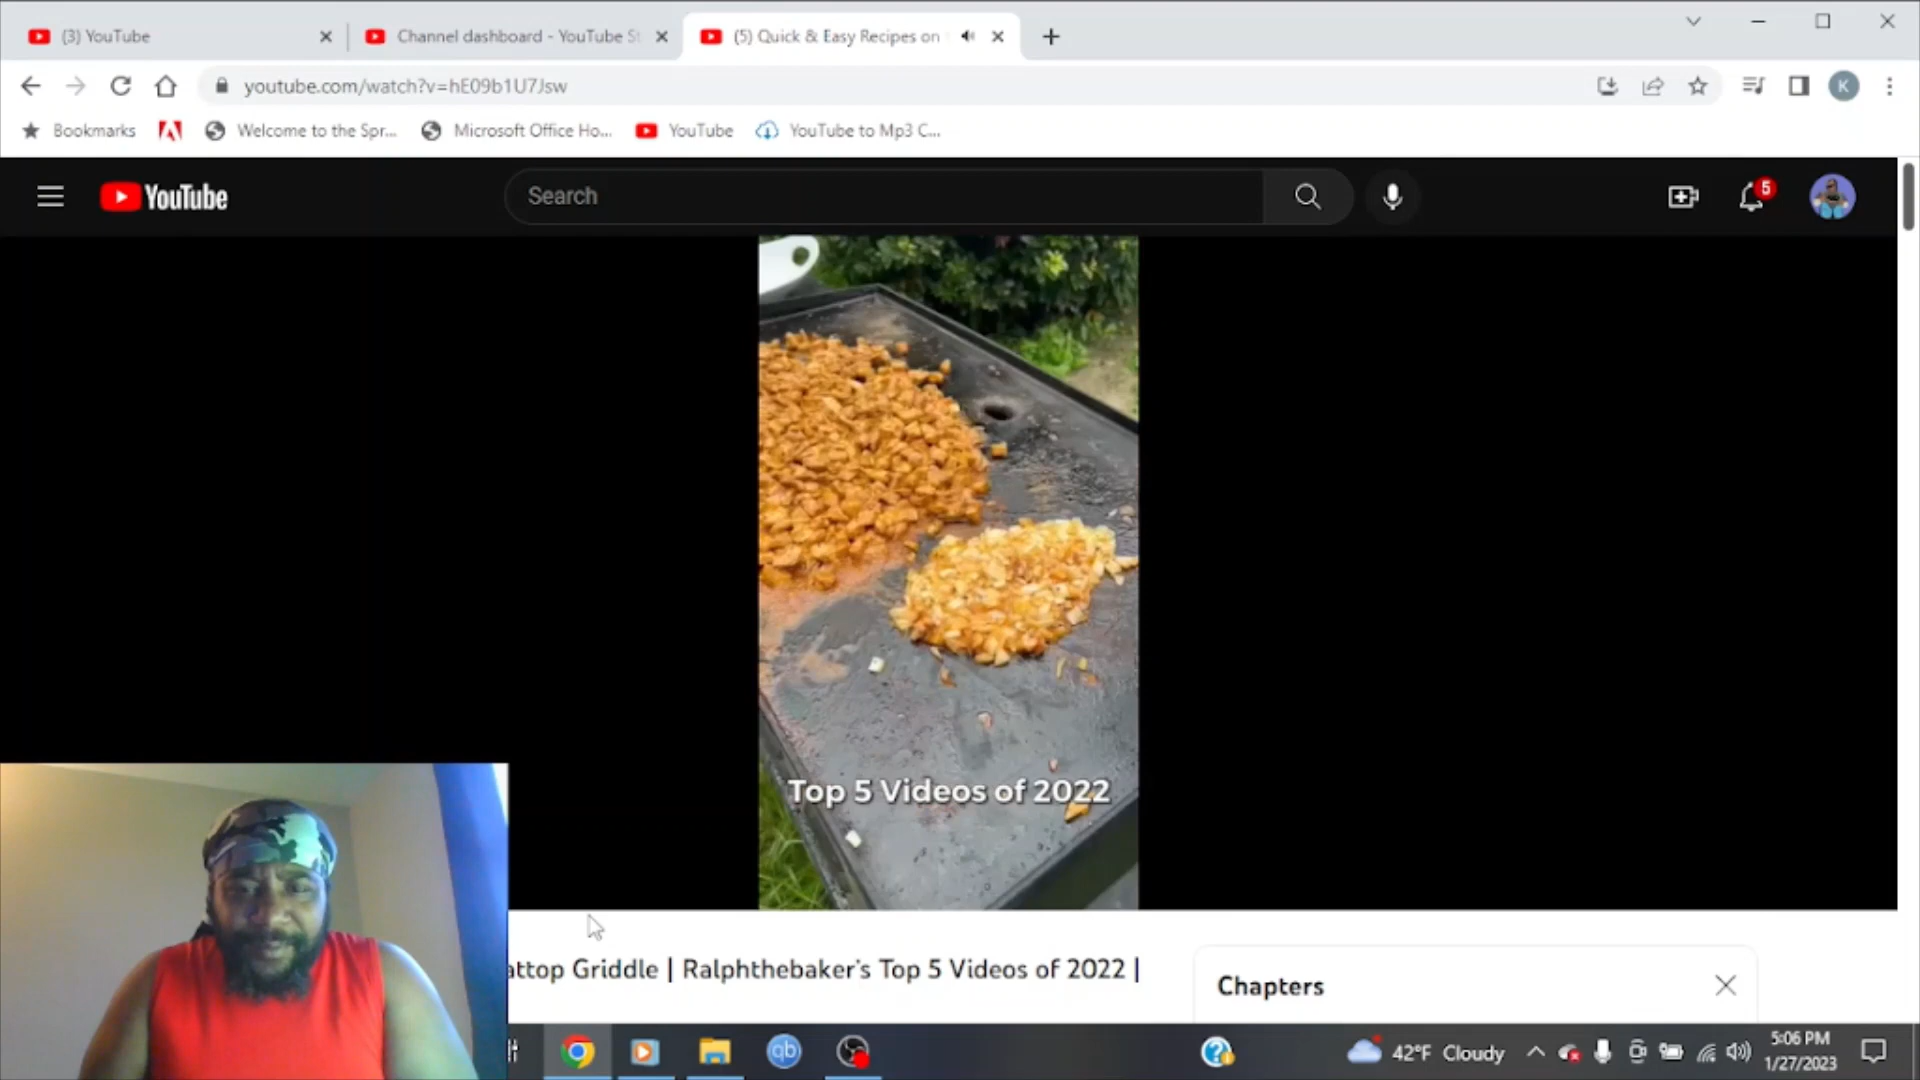 (3) YouTube
Channel dashboard - YouTube St
(5) Quick & Easy Recipes on
youtube.com/watch?v=hE09b1U7Jsw
K
Bookmarks
Welcome to the Spr...
Microsoft Office Ho...
YouTube
YouTube to Mp3 C...
YouTube
Search
5
Top 5 Videos of 2022
attop Griddle | Ralphthebaker's Top 5 Videos of 2022 |
Chapters
qb
42°F Cloudy
5:06 PM
1/27/2023